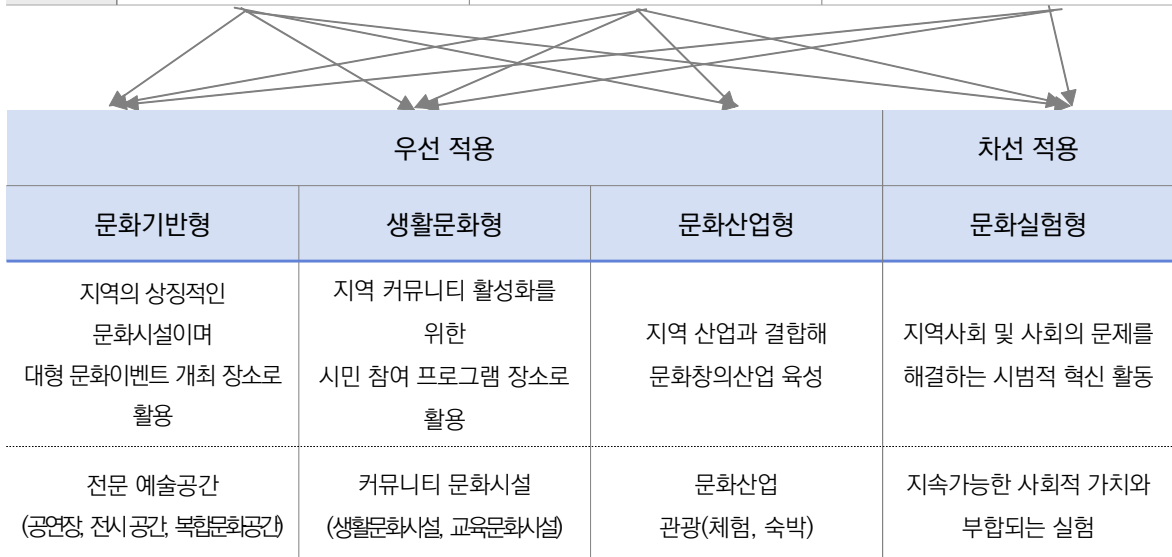 우선 적용
차선 적용
문화기반형
생활문화형
문화산업형
문화실험형
지역의 상징적인
문화시설이며
대형 문화이벤트 개최 장소로
활용
지역 커뮤니티 활성화를
위한
시민 참여 프로그램 장소로
활용
지역 산업과 결합해
문화창의산업 육성
지역사회 및 사회의 문제를
해결하는 시범적 혁신 활동
전문 예술공간
(공연장, 전시 공간, 복합문화공간)
커뮤니티 문화시설
(생활문화시설, 교육문화시설)
문화산업
관광(체험, 숙박)
지속가능한 사회적 가치와
부합되는 실험